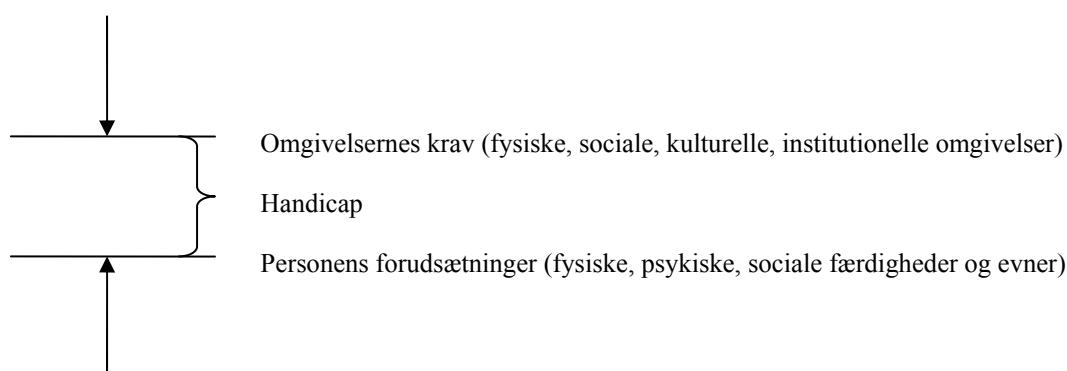 Omgivelsernes krav (fysiske, sociale, kulturelle, institutionelle omgivelser)
Handicap
Personens forudsætninger (fysiske, psykiske, sociale færdigheder og evner)